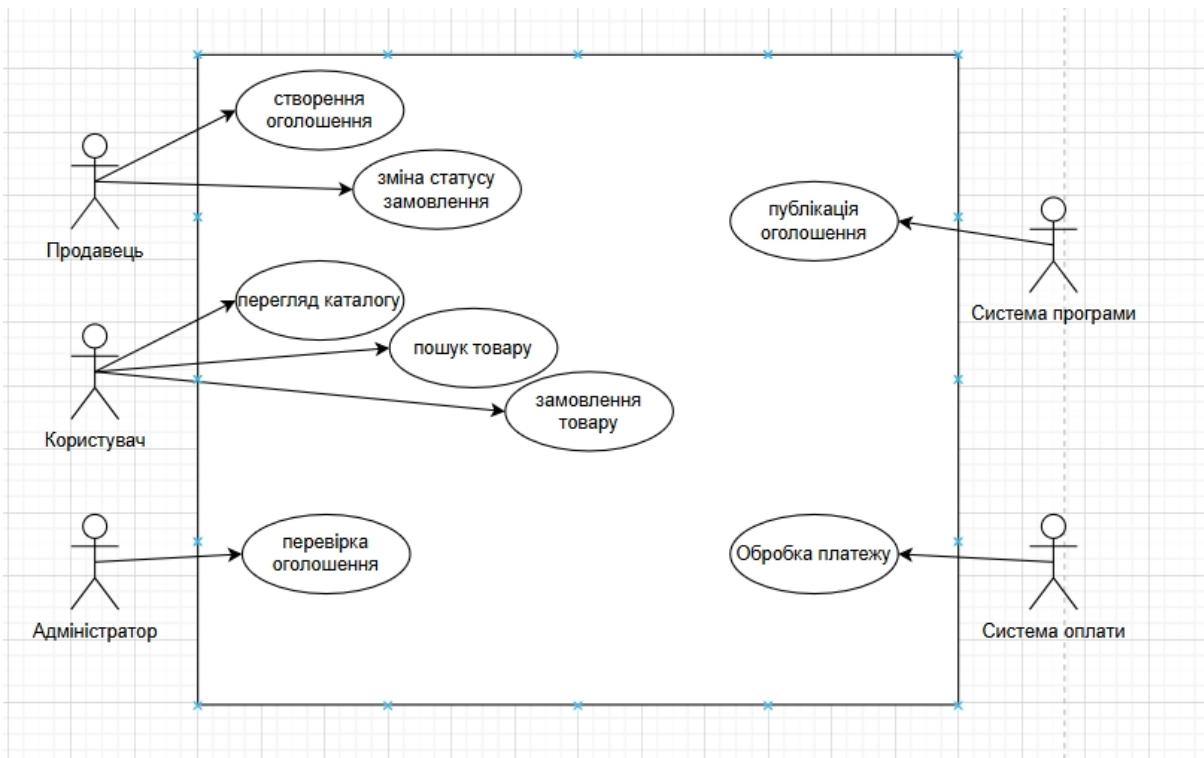 створення
оголошення
зміна статусу
замовлення
Продавець
публікація
оголошення
Система програми
перегляд каталогу
пошук товару
замовлення
товару
Користувач
перевірка
оголошення
Адміністратор
Обробка платежу
Система оплати